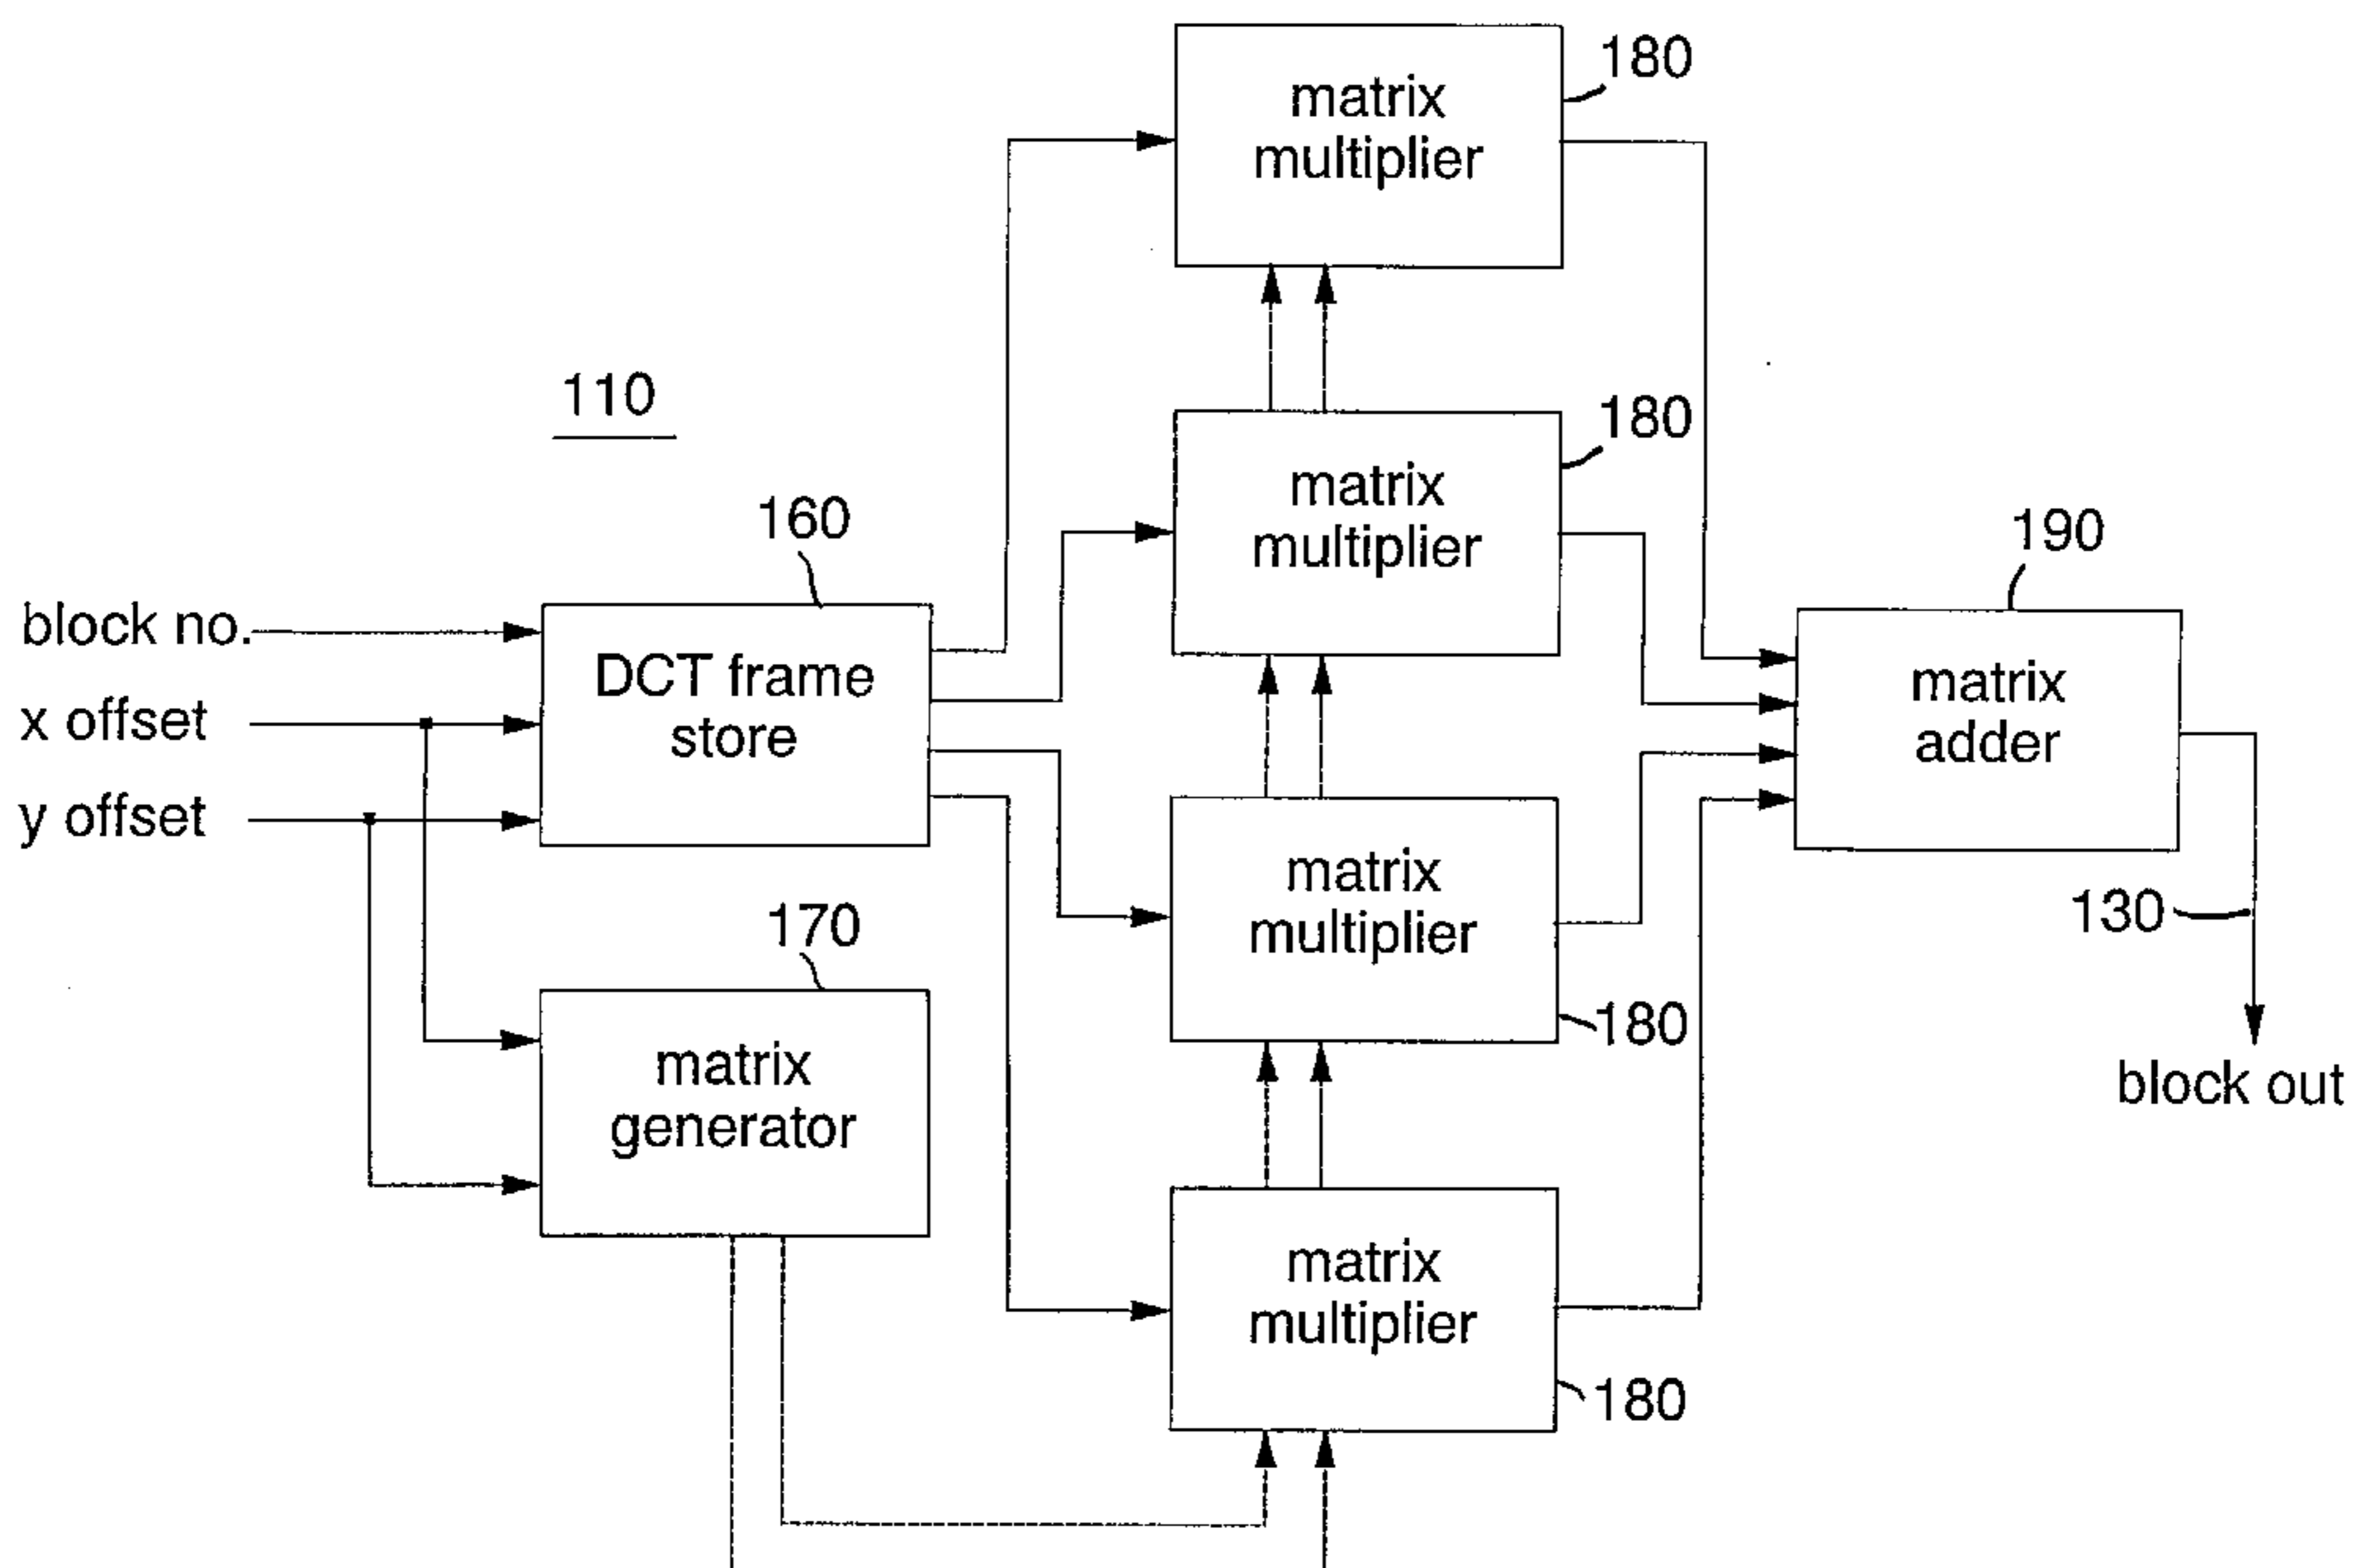 180
matrix
multiplier
110
180
matrix
multiplier
160
190
block no.
DCT frame
store
x offset
y offset
matrix
adder
170
matrix
multiplier
130
180
matrix
generator
block out
matrix
multiplier
180